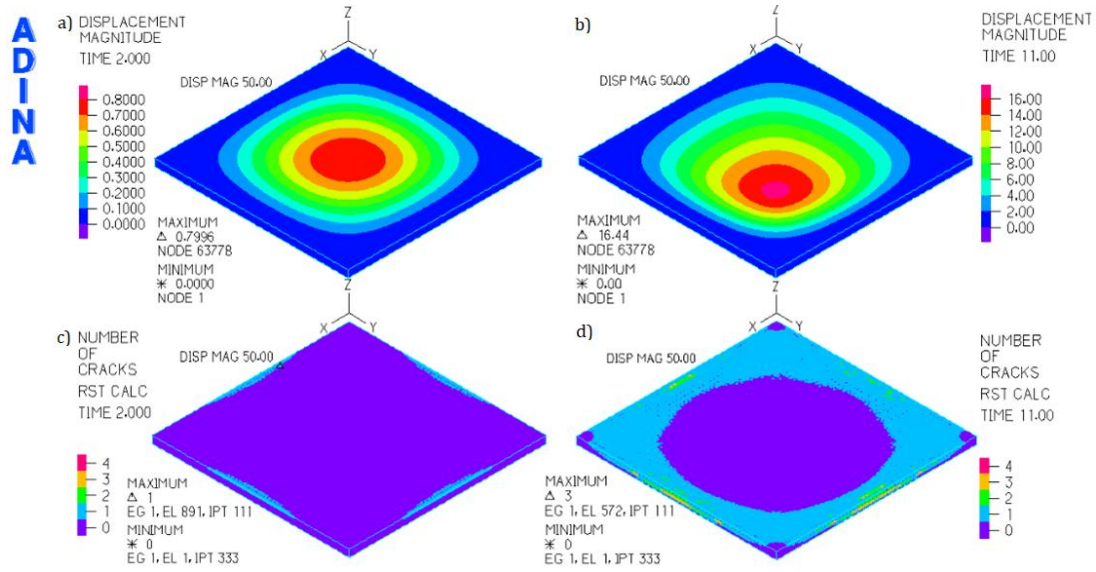 ADINA
a) DISPLACEMENT
MAGNITUDE
TIME 2.000
0.8000
0.7000
0.6000
0.5000
0.4000
0.3000
0.2000
0.1000
0.0000
Z
X Y
DISP MAG 50.00
MAXIMUM
△ 0.7996
NODE 63778
MINIMUM
* 0.0000
NODE 1
b)
Z
X Y
DISP MAG 50.00
DISPLACEMENT
MAGNITUDE
TIME 11.00
16.00
14.00
12.00
10.00
8.00
6.00
4.00
2.00
0.00
MAXIMUM
△ 16.44
NODE 63778
MINIMUM
* 0.00
NODE 1
c) NUMBER
OF
CRACKS
RST CALC
TIME 2.000
4
3
2
1
0
Z
X Y
DISP MAG 50.00
MAXIMUM
△ 1
EG 1, EL 891, IPT 111
MINIMUM
* 0
EG 1, EL 1, IPT 333
d)
Z
X Y
DISP MAG 50.00
NUMBER
OF
CRACKS
RST CALC
TIME 11.00
4
3
2
1
0
MAXIMUM
△ 3
EG 1, EL 572, IPT 111
MINIMUM
* 0
EG 1, EL 1, IPT 333